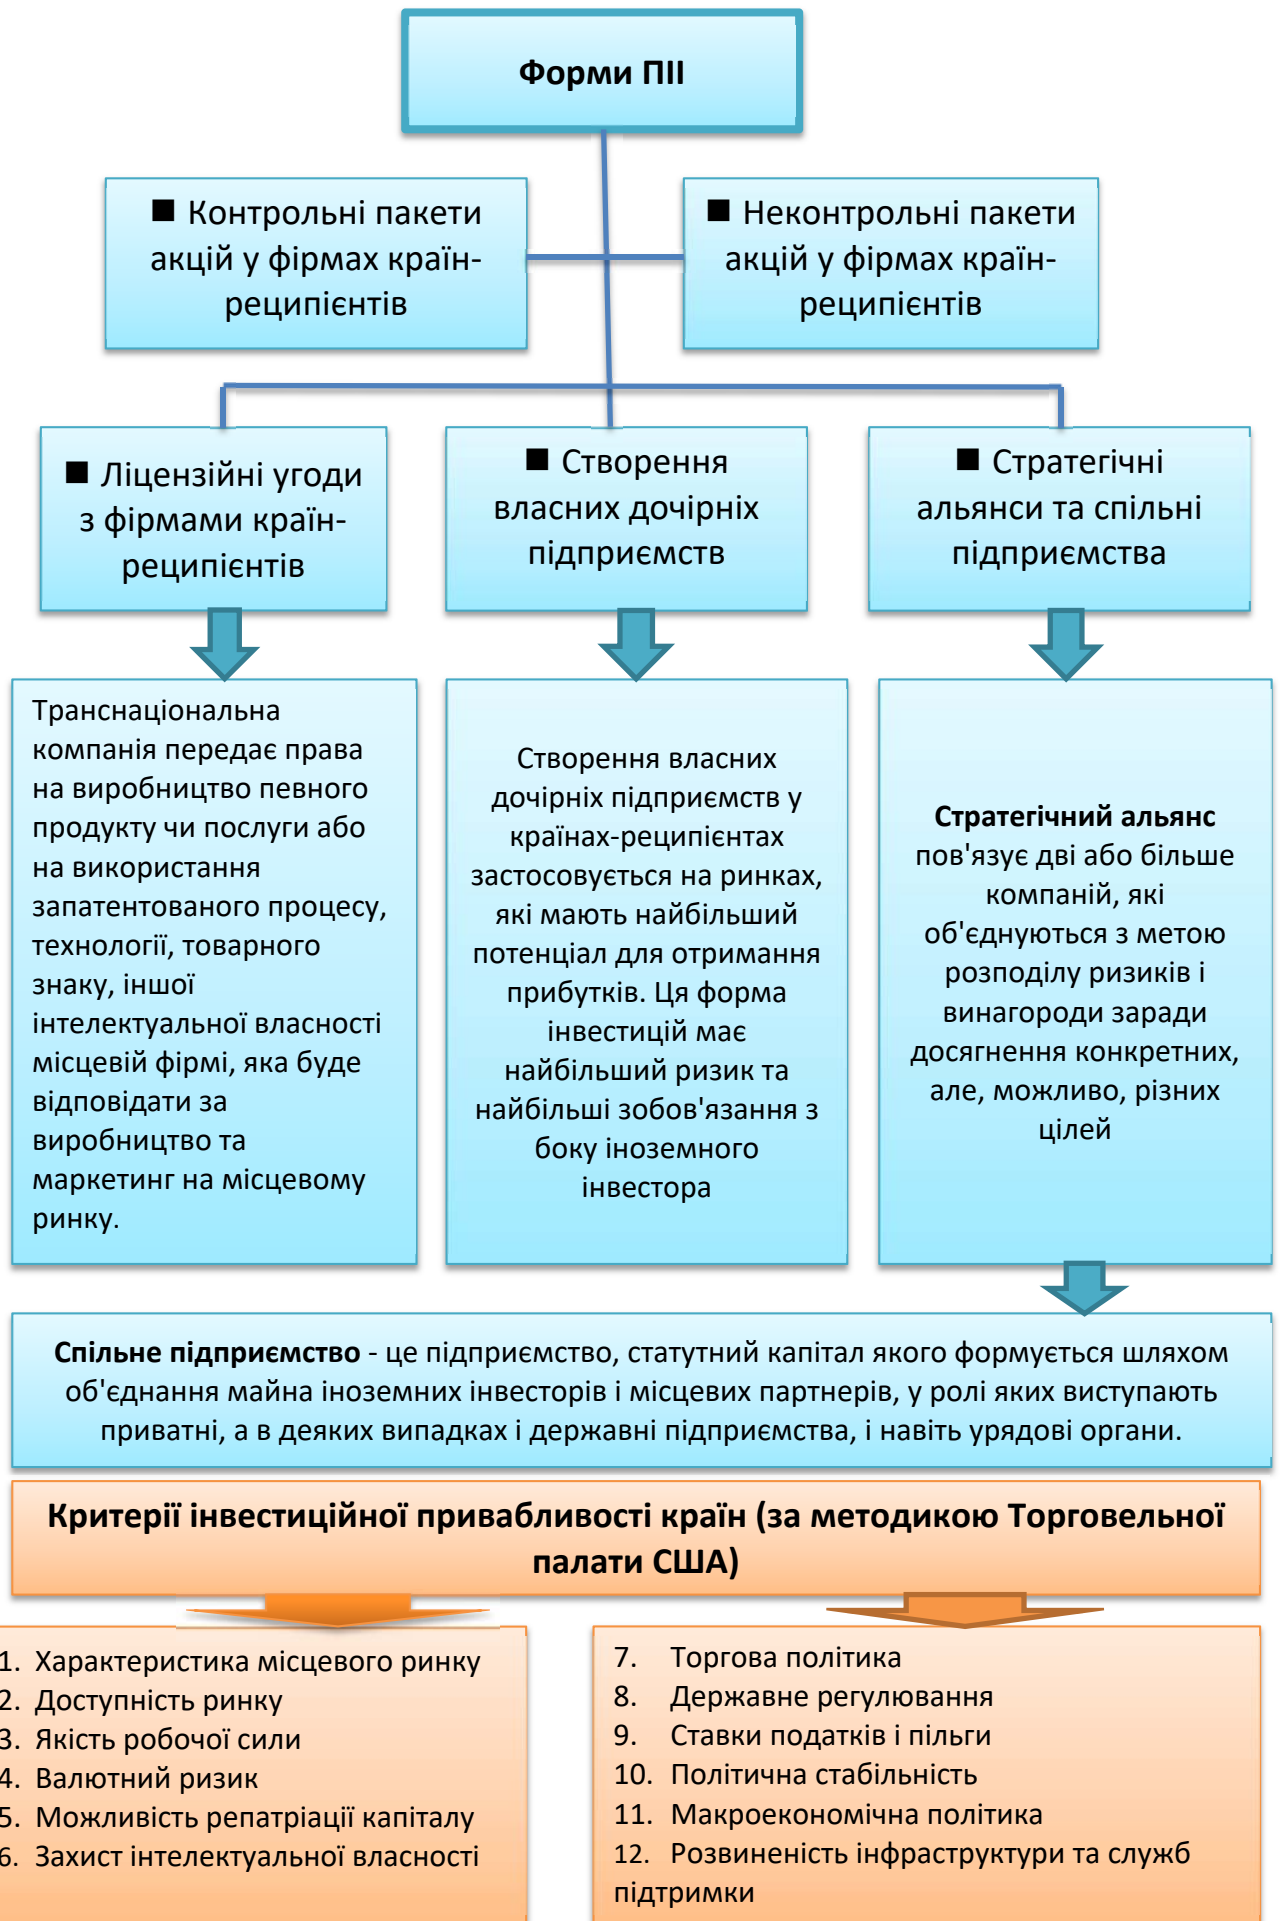 Форми ПІІ
■ Контрольні пакети
акцій у фірмах країн-
реципієнтів
■ Неконтрольні пакети
акцій у фірмах країн-
реципієнтів
■ Ліцензійні угоди
з фірмами країн-
реципієнтів
■ Створення
власних дочірніх
підприємств
■ Стратегічні
альянси та спільні
підприємства
Транснаціональна
компанія передає права
на виробництво певного
продукту чи послуги або
на використання
запатентованого процесу,
технології, товарного
знаку, іншої
інтелектуальної власності
місцевій фірмі, яка буде
відповідати за
виробництво та
маркетинг на місцевому
ринку.
Створення власних
дочірніх підприємств у
країнах-реципієнтах
застосовується на ринках,
які мають найбільший
потенціал для отримання
прибутків. Ця форма
інвестицій має
найбільший ризик та
найбільші зобов'язання з
боку іноземного
інвестора
Стратегічний альянс
пов'язує дві або більше
компаній, які
об'єднуються з метою
розподілу ризиків і
винагороди заради
досягнення конкретних,
але, можливо, різних
цілей
Спільне підприємство - це підприємство, статутний капітал якого формується шляхом
об'єднання майна іноземних інвесторів і місцевих партнерів, у ролі яких виступають
приватні, а в деяких випадках і державні підприємства, і навіть урядові органи.
Критерії інвестиційної привабливості країн (за методикою Торговельної
палати США)
1. Характеристика місцевого ринку
2. Доступність ринку
3. Якість робочої сили
4. Валютний ризик
5. Можливість репатріації капіталу
6. Захист інтелектуальної власності
7. Торгова політика
8. Державне регулювання
9. Ставки податків і пільги
10. Політична стабільність
11. Макроекономічна політика
12. Розвиненість інфраструктури та служб
підтримки